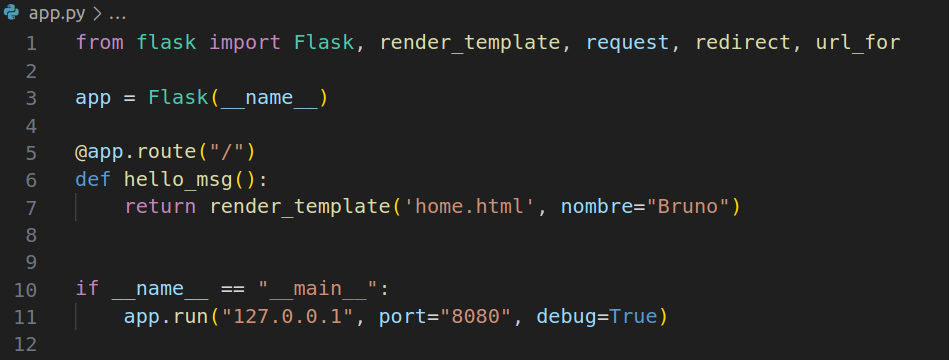 app.py > ...
1 from flask import Flask, render_template, request, redirect, url_for
2
3 app = Flask(__name__)
4
5 @app.route("/")
6 def hello_msg():
7     return render_template('home.html', nombre="Bruno")
8
9
10 if __name__ == "__main__":
11     app.run("127.0.0.1", port="8080", debug=True)
12